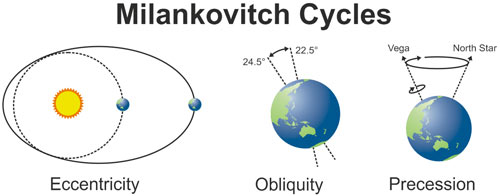 Milankovitch Cycles
24.5°
22.5°
Vega
North Star
Eccentricity
Obliquity
Precession